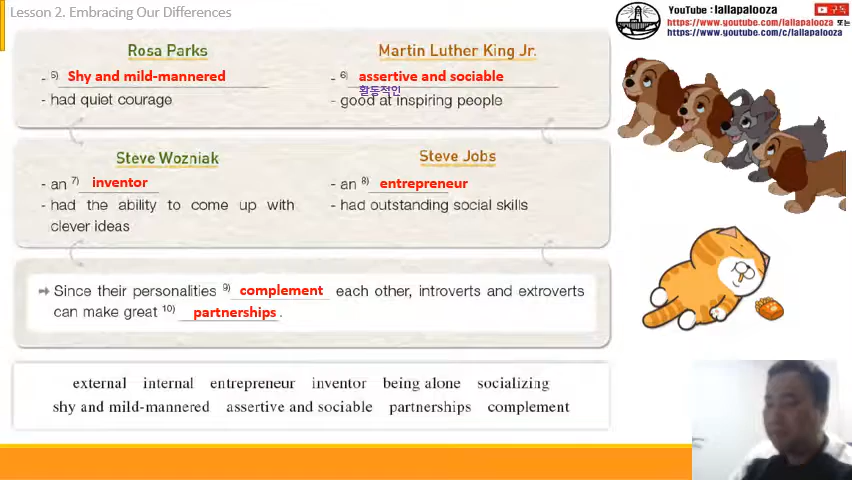 Lesson 2. Embracing Our Differences
YouTube : lallapalooza 구독
https://www.youtube.com/lallapalooza 또는
https://www.youtube.com/c/lallapalooza
Rosa Parks
- 5) Shy and mild-mannered
- had quiet courage
Martin Luther King Jr.
- 6) assertive and sociable
활동적인
- good at inspiring people
Steve Wozniak
- an 7) inventor
- had the ability to come up with
clever ideas
Steve Jobs
- an 8) entrepreneur
- had outstanding social skills
➡ Since their personalities 9) complement each other, introverts and extroverts
can make great 10) partnerships .
external internal entrepreneur inventor being alone socializing
shy and mild-mannered assertive and sociable partnerships complement